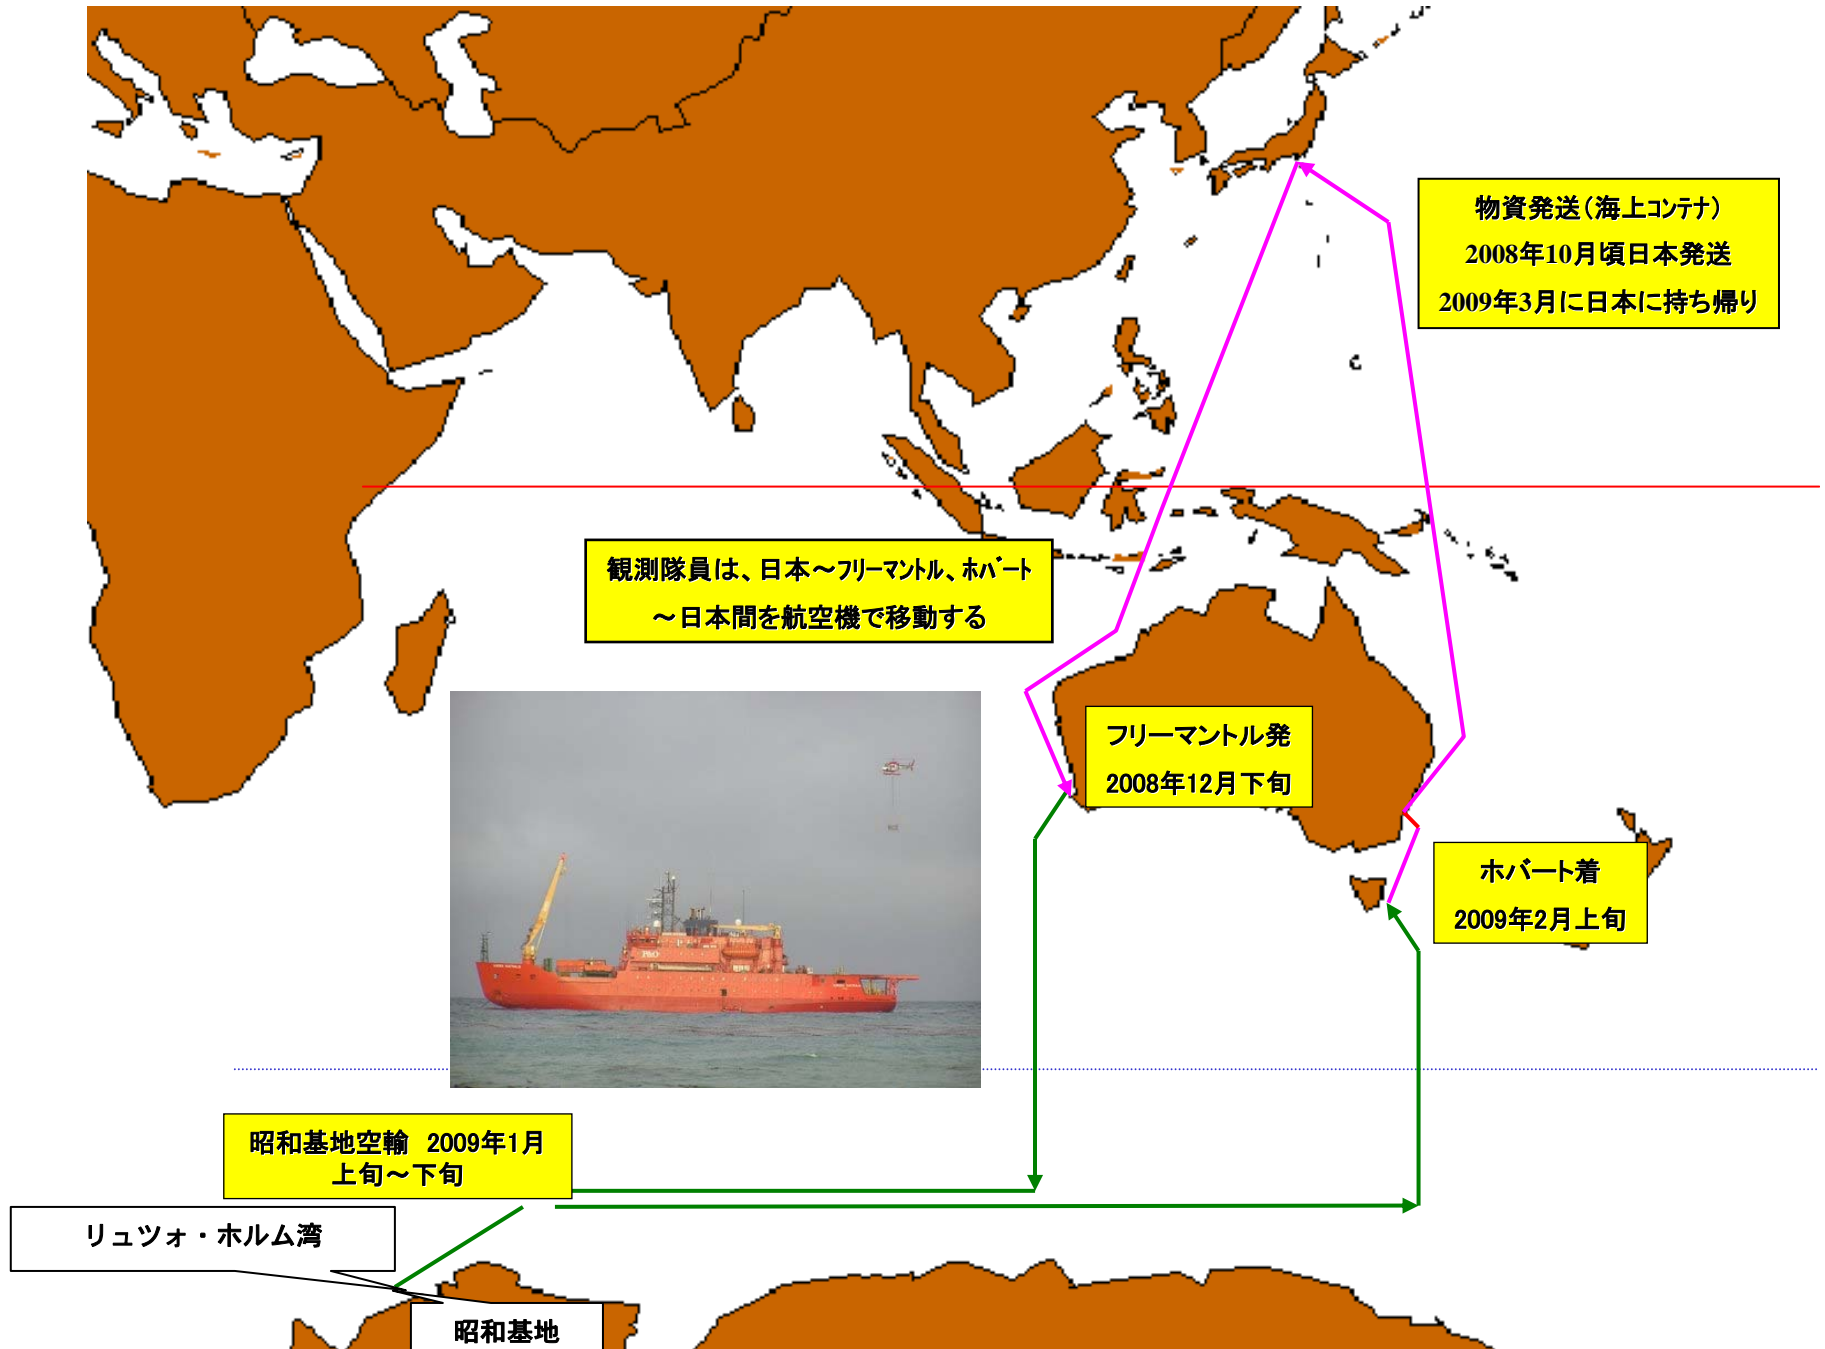 物資発送(海上コンテナ)
2008年10月頃日本発送
2009年3月に日本に持ち帰り
観測隊員は、日本～フリーマントル、ホバート
～日本間を航空機で移動する
フリーマントル発
2008年12月下旬
ホバート着
2009年2月上旬
昭和基地空輸 2009年1月
上旬～下旬
リュツォ・ホルム湾
昭和基地